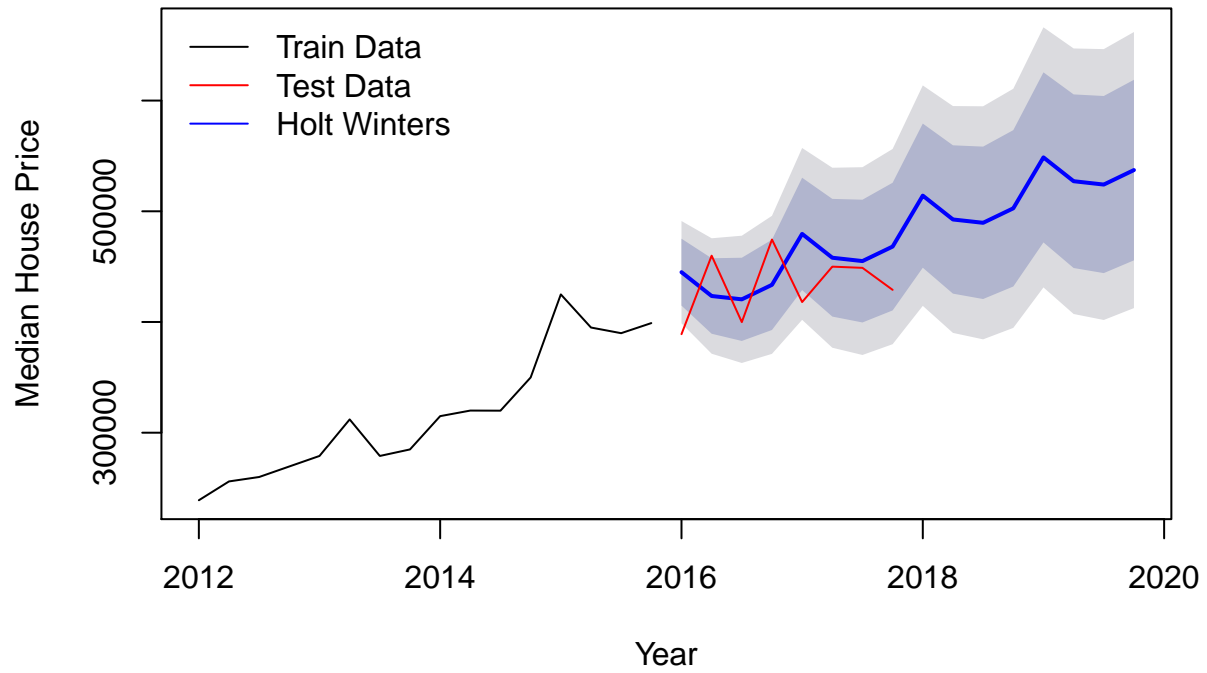 Train Data
Test Data
Holt Winters
Median House Price
500000
300000
2012
2014
2016
2018
2020
Year